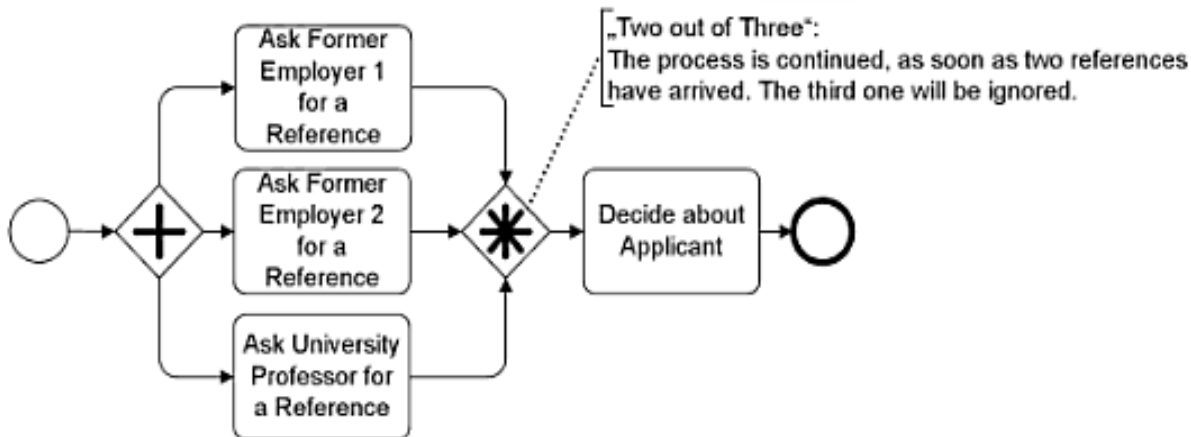 Ask Former
Employer 1
for a
Reference
„Two out of Three“:
The process is continued, as soon as two references
have arrived. The third one will be ignored.
Ask Former
Employer 2
for a
Reference
Decide about
Applicant
Ask University
Professor for
a Reference